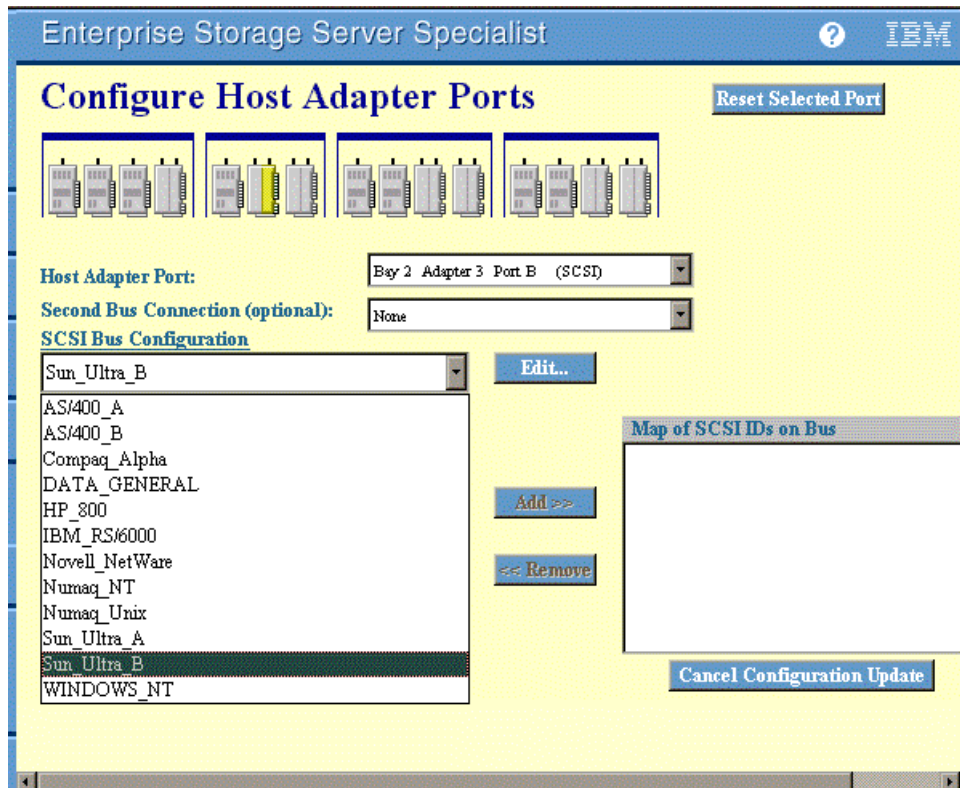 Enterprise Storage Server Specialist
? IBM
Configure Host Adapter Ports
Reset Selected Port
Host Adapter Port:
Bay 2 Adapter 3 Port B (SCSI)
Second Bus Connection (optional):
None
SCSI Bus Configuration
Sun_Ultra_B
Edit...
AS/400_A
AS/400_B
Compaq_Alpha
DATA_GENERAL
HP_800
IBM_RS/6000
Novell_NetWare
Numaq_NT
Numaq_Unix
Sun_Ultra_A
Sun_Ultra_B
WINDOWS_NT
Map of SCSI IDs on Bus
Add >>
<< Remove
Cancel Configuration Update